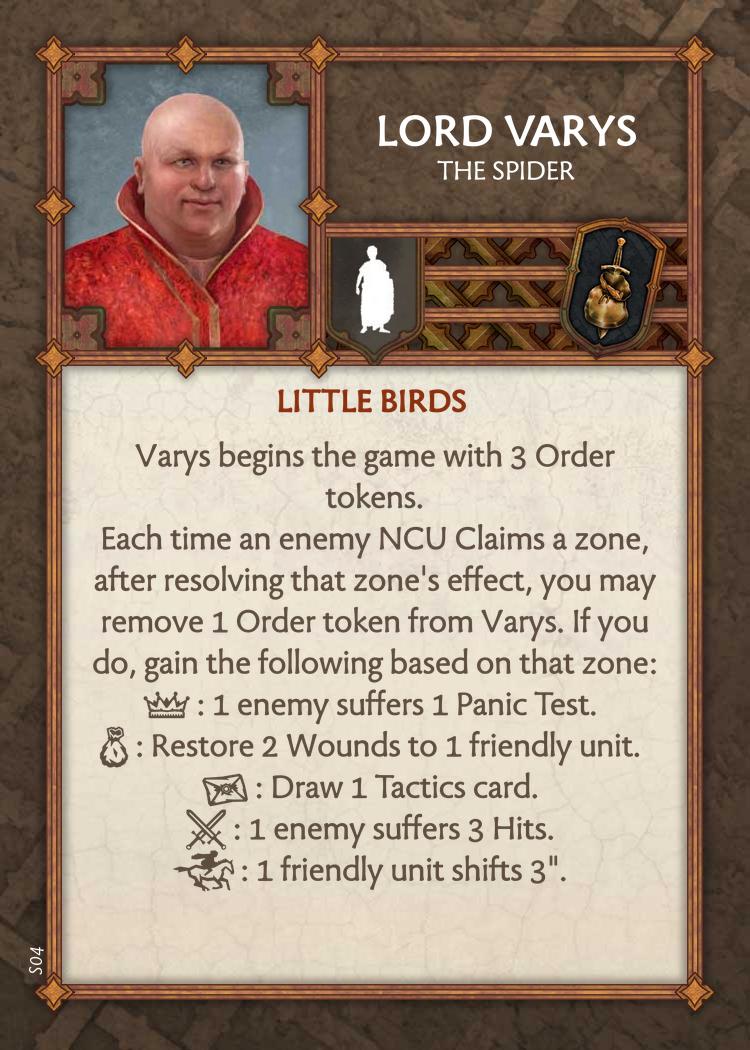 LORD VARYS
THE SPIDER
LITTLE BIRDS
Varys begins the game with 3 Order
tokens.
Each time an enemy NCU Claims a zone,
after resolving that zone's effect, you may
remove 1 Order token from Varys. If you
do, gain the following based on that zone:
: 1 enemy suffers 1 Panic Test.
: Restore 2 Wounds to 1 friendly unit.
: Draw 1 Tactics card.
: 1 enemy suffers 3 Hits.
: 1 friendly unit shifts 3".
S04